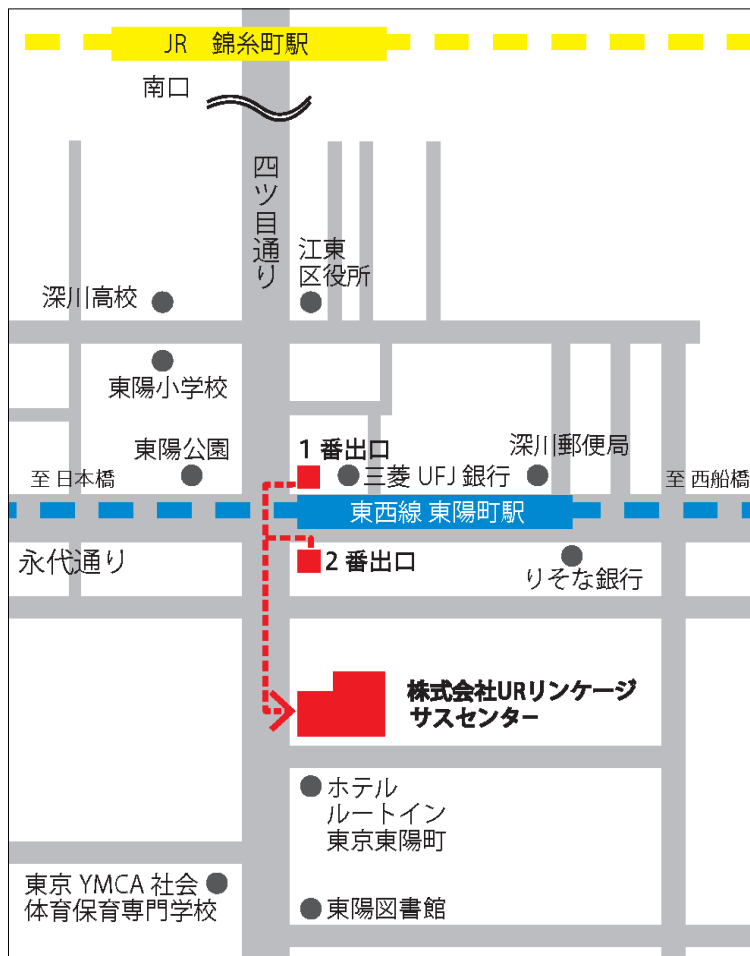 JR 錦糸町駅
南口
四ツ目通り
江東
区役所
深川高校
東陽小学校
東陽公園
1 番出口
深川郵便局
至 日本橋
三菱 UFJ 銀行
至 西船橋
東西線 東陽町駅
永代通り
2 番出口
りそな銀行
株式会社URリンケージ
サスセンター
ホテル
ルートイン
東京東陽町
東京 YMCA 社会
体育保育専門学校
東陽図書館